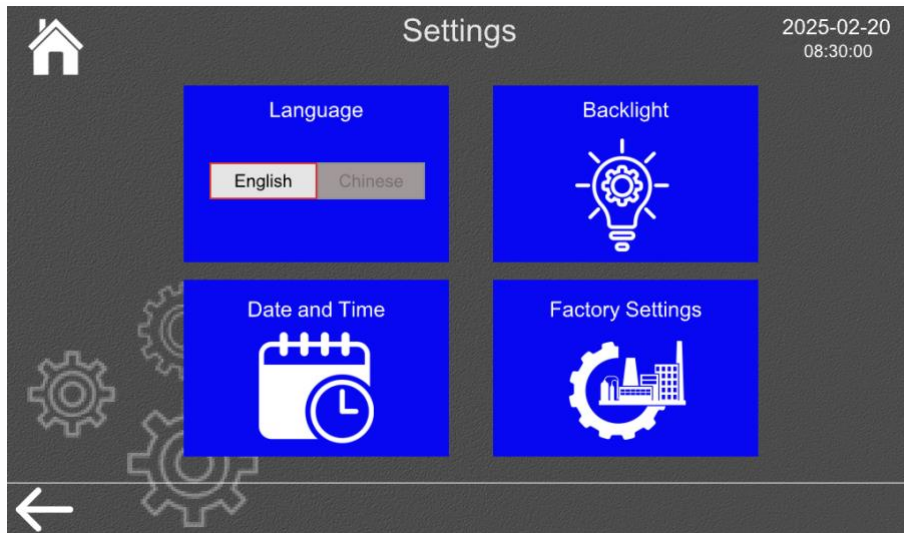 Settings
2025-02-20
08:30:00
Language
Backlight
English
Chinese
Date and Time
Factory Settings